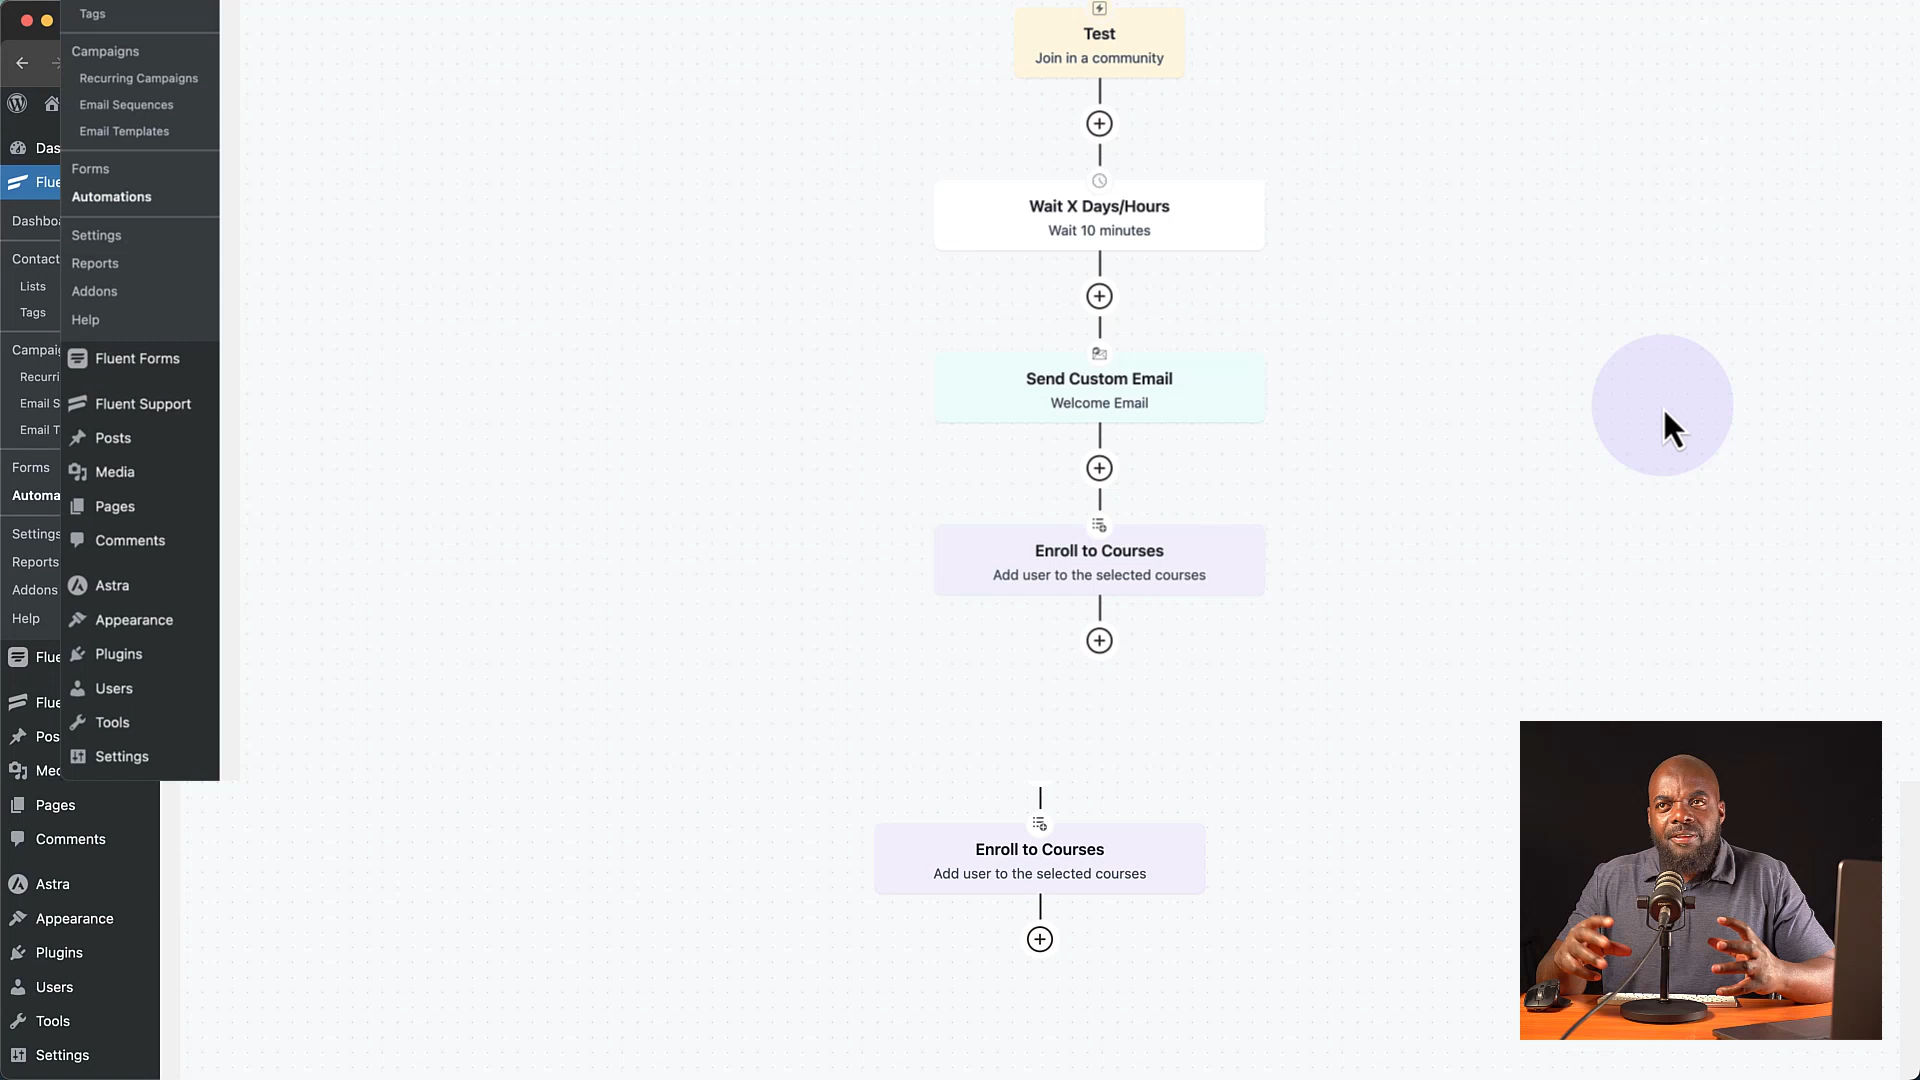 Tags
Campaigns
Recurring Campaigns
Email Sequences
Email Templates
Forms
Automations
Settings
Reports
Addons
Help
Fluent Forms
Fluent Support
Posts
Media
Pages
Comments
Astra
Appearance
Plugins
Users
Tools
Settings
Das
Flue
Dashbo
Contact
Lists
Tags
Campai
Recurri
Email S
Email T
Forms
Automa
Settings
Reports
Addons
Help
Flue
Flue
Pos
Med
Pages
Comments
Astra
Appearance
Plugins
Users
Tools
Settings
Test
Join in a community
Wait X Days/Hours
Wait 10 minutes
Send Custom Email
Welcome Email
Enroll to Courses
Add user to the selected courses
Enroll to Courses
Add user to the selected courses